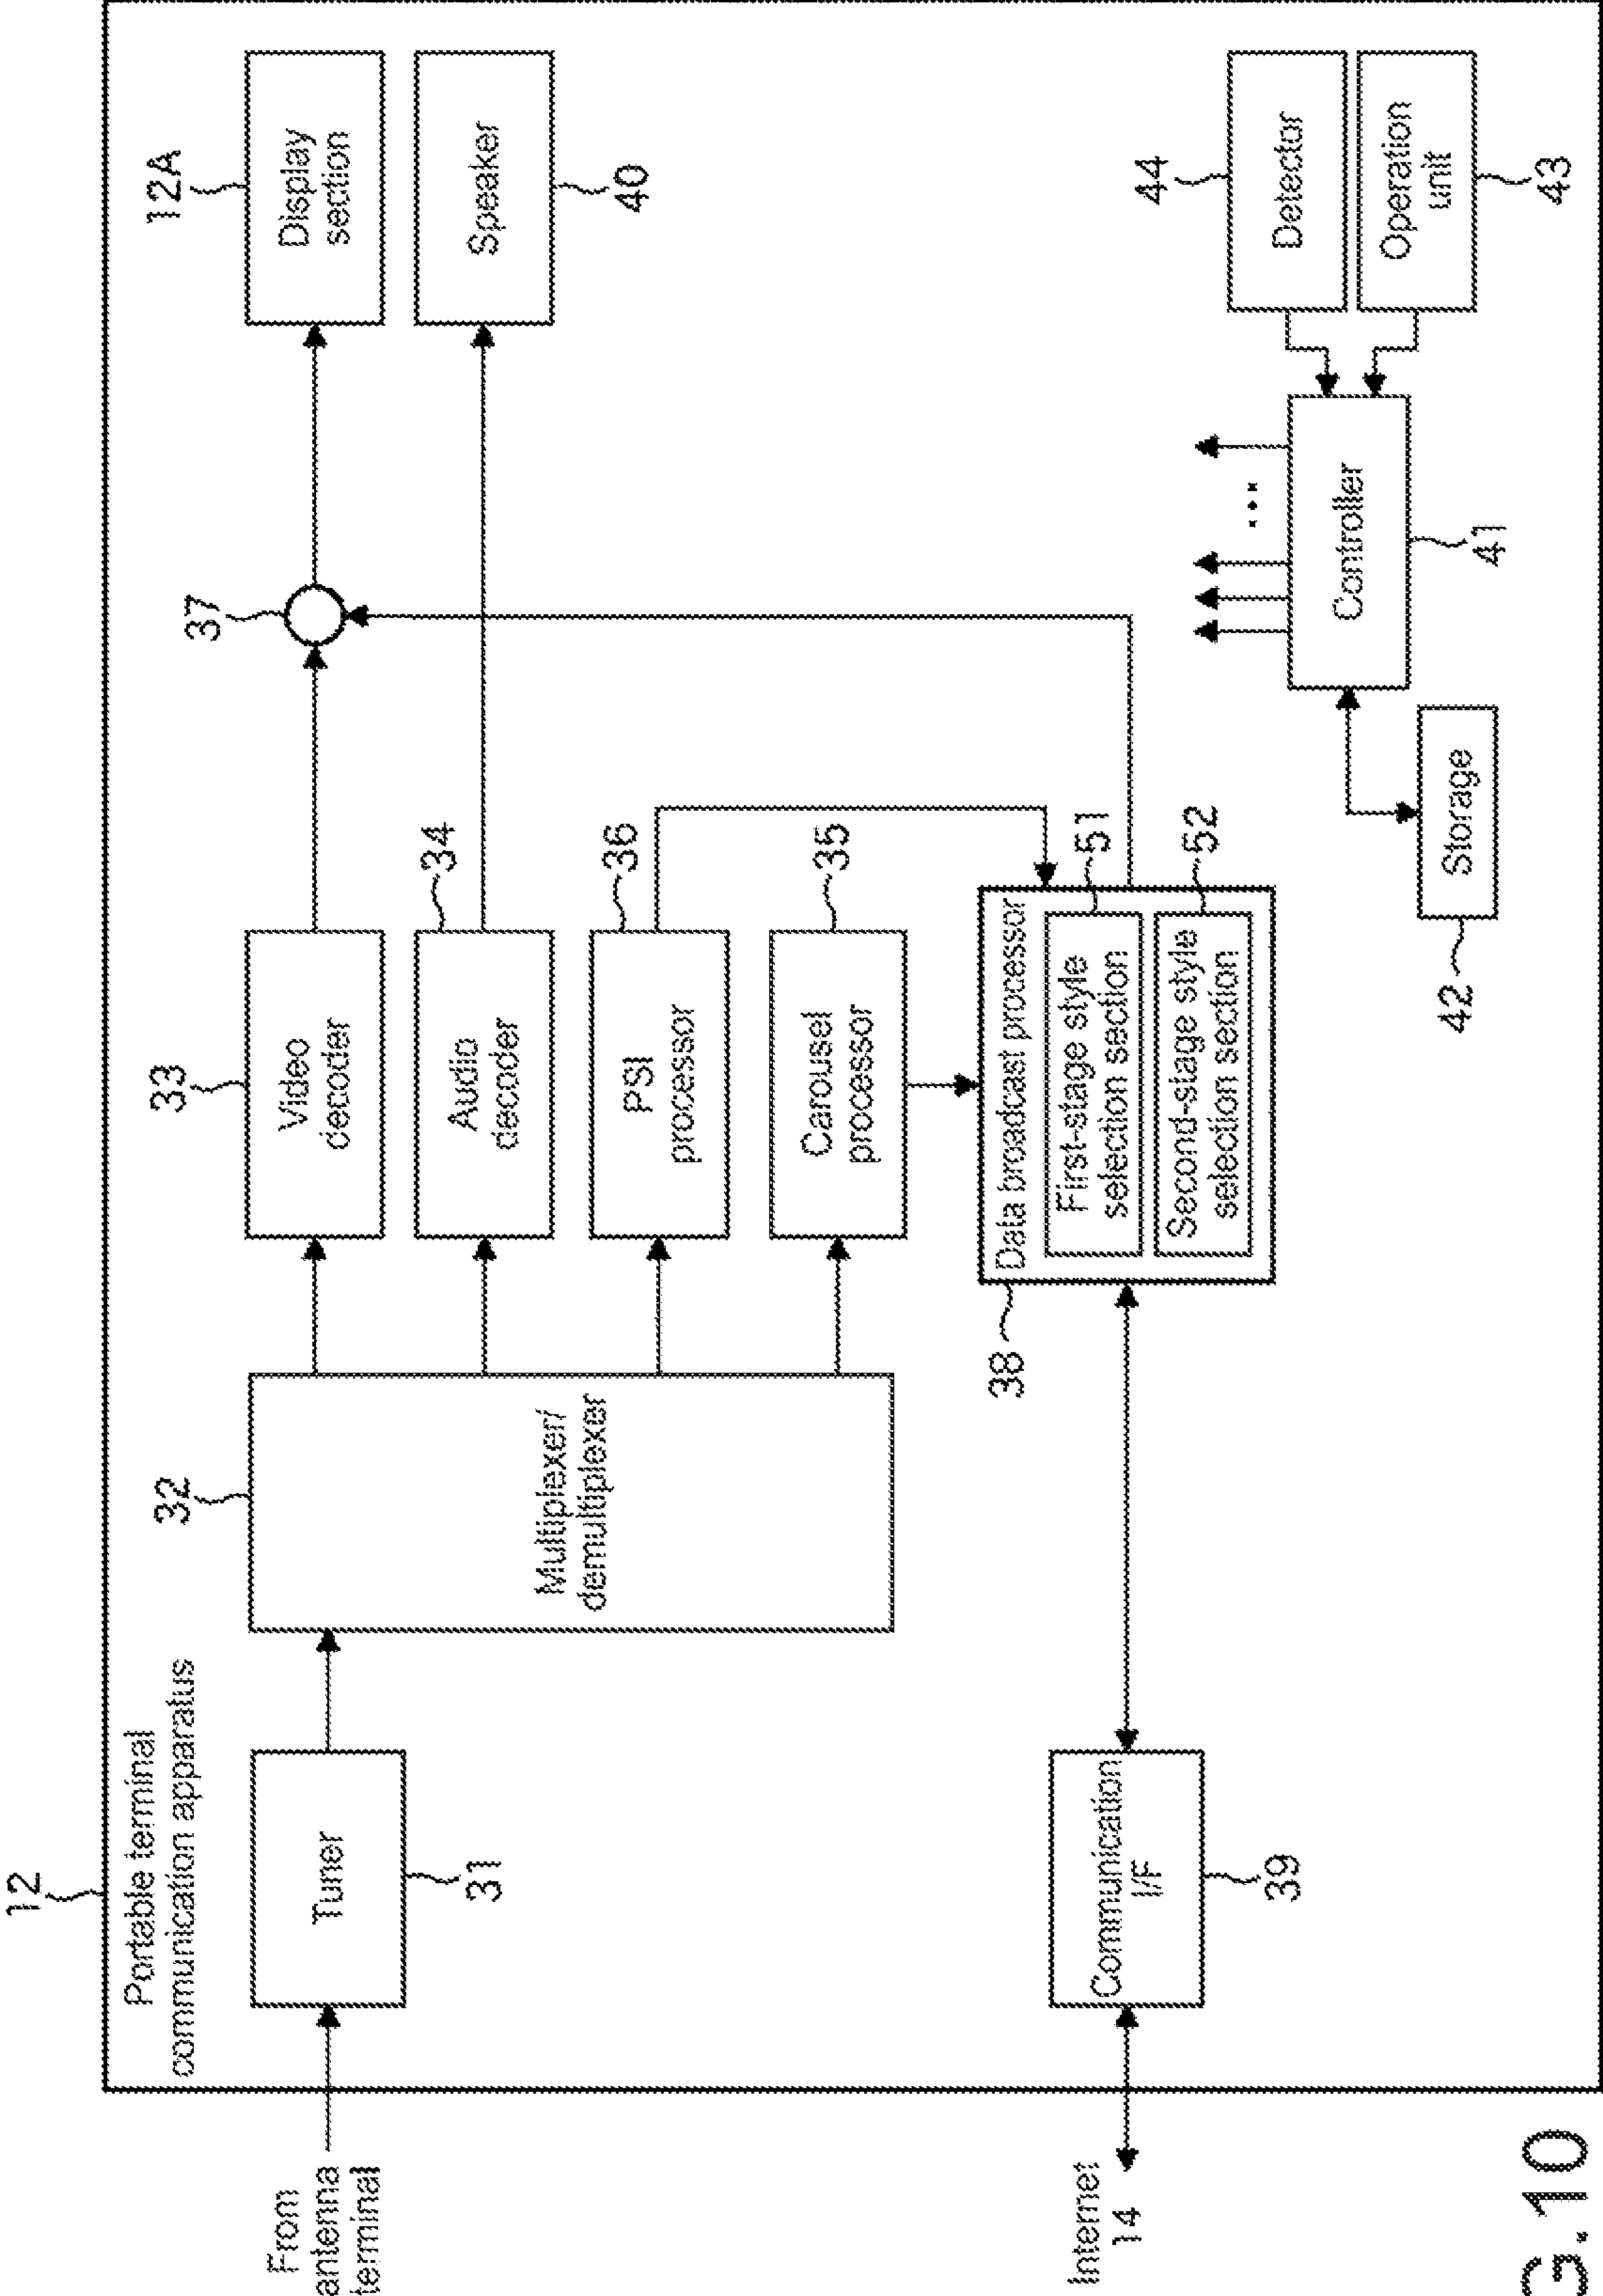 12
Portable terminal
communication apparatus
From
antenna
terminal
Tuner
31
32
Multiplexer/
demultiplexer
33
Video
decoder
34
Audio
decoder
36
PSI
processor
35
Carousel
processor
37
12A
Display
section
Speaker
40
Internet
14
Communication
I/F
39
38
Data broadcast processor
First-stage style
selection section
51
Second-stage style
selection section
52
Storage
42
Controller
41
...
44
Detector
Operation
unit
43
G.10